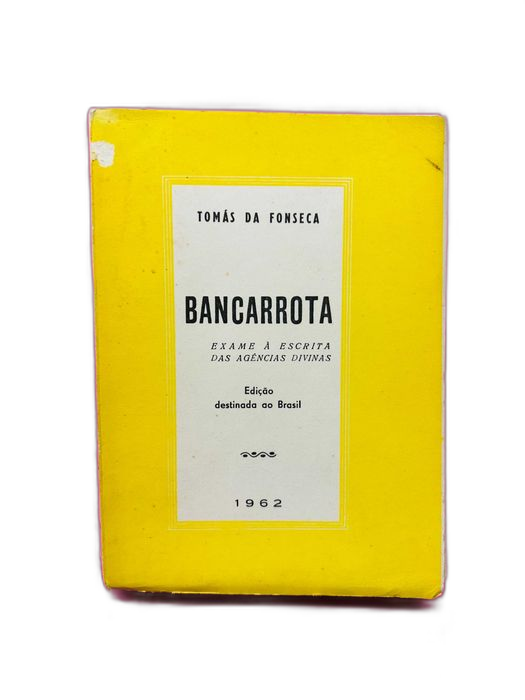 TOMÁS DA FONSECA
BANCARROTA
EXAME À ESCRITA
DAS AGÊNCIAS DIVINAS
Edição
destinada ao Brasil
1962